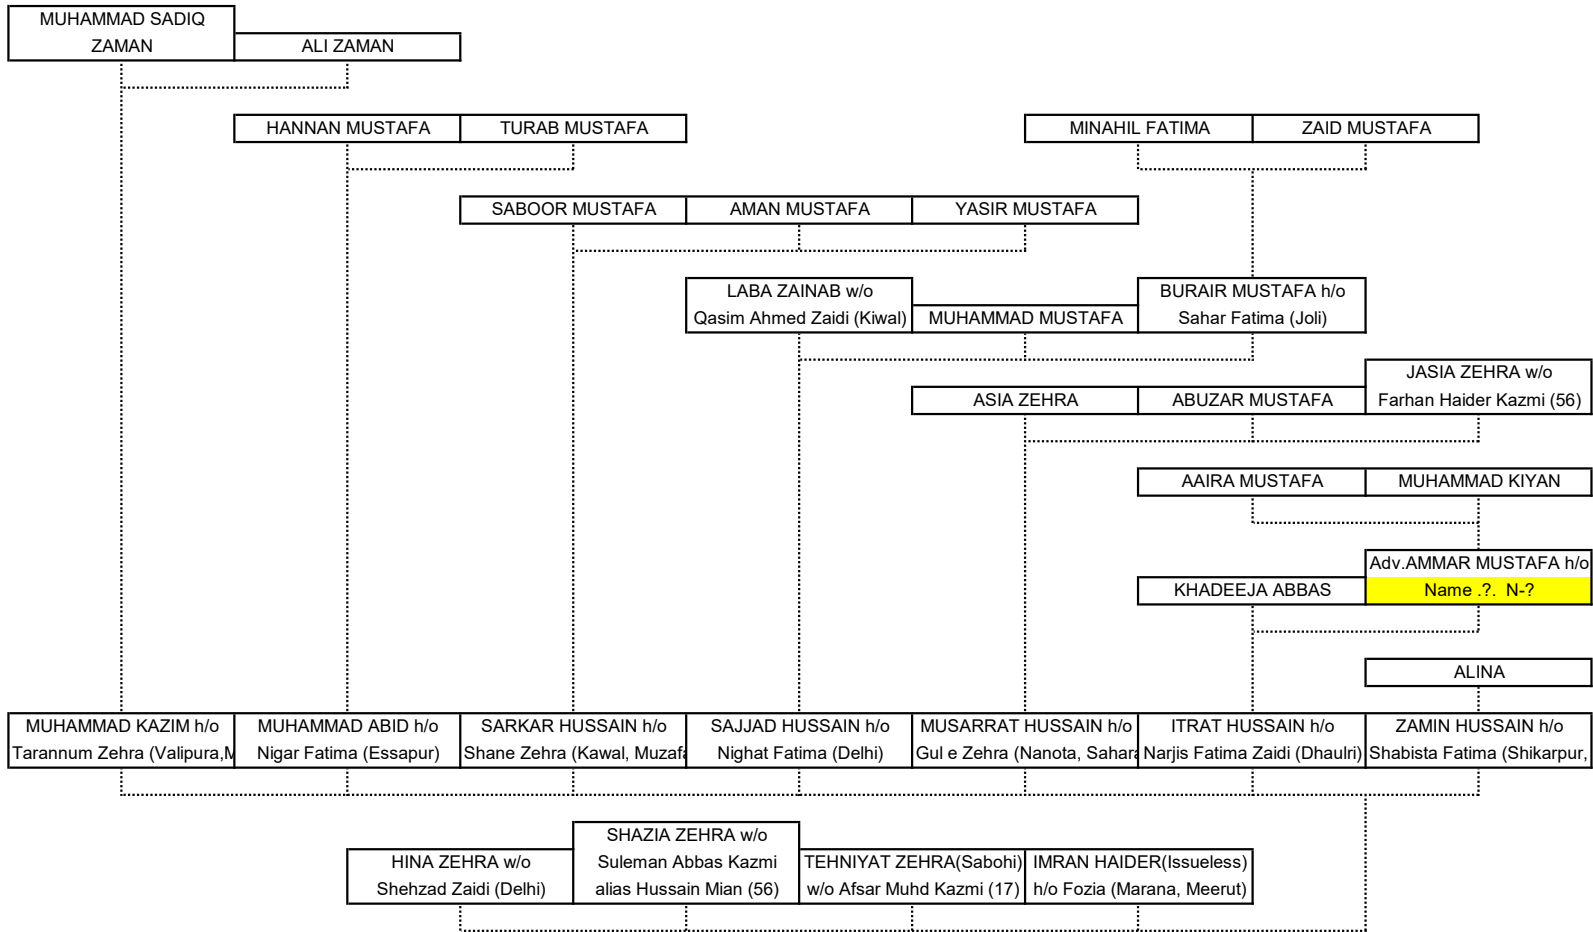 MUHAMMAD SADIQ
ZAMAN
ALI ZAMAN
HANNAN MUSTAFA
TURAB MUSTAFA
MINAHIL FATIMA
ZAID MUSTAFA
SABOOR MUSTAFA
AMAN MUSTAFA
YASIR MUSTAFA
LABA ZAINAB w/o
Qasim Ahmed Zaidi (Kiwal)
MUHAMMAD MUSTAFA
BURAIR MUSTAFA h/o
Sahar Fatima (Joli)
ASIA ZEHRA
ABUZAR MUSTAFA
JASIA ZEHRA w/o
Farhan Haider Kazmi (56)
AAIRA MUSTAFA
MUHAMMAD KIYAN
KHADEEJA ABBAS
Adv.AMMAR MUSTAFA h/o
Name .?. N-?
ALINA
MUHAMMAD KAZIM h/o
Tarannum Zehra (Valipura,M
MUHAMMAD ABID h/o
Nigar Fatima (Essapur)
SARKAR HUSSAIN h/o
Shane Zehra (Kawal, Muzafa
SAJJAD HUSSAIN h/o
Nighat Fatima (Delhi)
MUSARRAT HUSSAIN h/o
Gul e Zehra (Nanota, Sahara
ITRAT HUSSAIN h/o
Narjis Fatima Zaidi (Dhaulri)
ZAMIN HUSSAIN h/o
Shabista Fatima (Shikarpur,
HINA ZEHRA w/o
Shehzad Zaidi (Delhi)
SHAZIA ZEHRA w/o
Suleman Abbas Kazmi
alias Hussain Mian (56)
TEHNIYAT ZEHRA(Sabohi)
w/o Afsar Muhd Kazmi (17)
IMRAN HAIDER(Issueless)
h/o Fozia (Marana, Meerut)